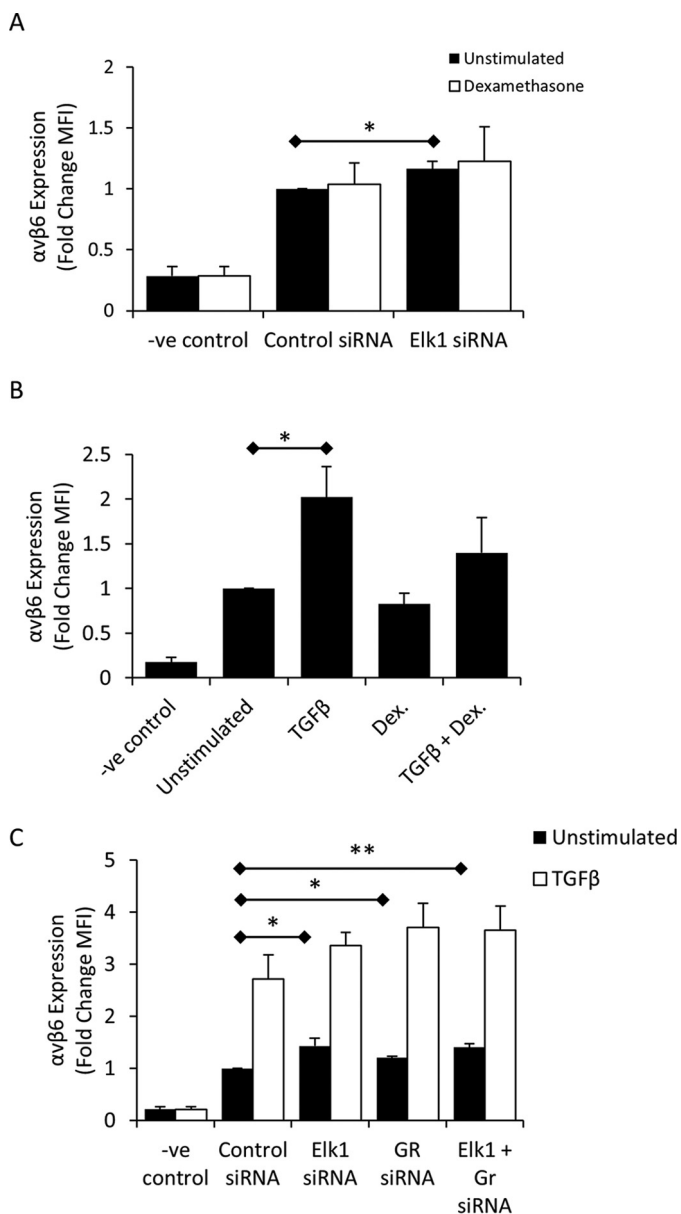 A
Unstimulated
Dexamethasone
αvβ6 Expression
(Fold Change MFI)
2
1.5
1
0.5
0
*
-ve control
Control siRNA
Elk1 siRNA
B
αvβ6 Expression
(Fold Change MFI)
2.5
2
1.5
1
0.5
0
*
-ve control
Unstimulated
TGFβ
Dex.
TGFβ + Dex.
C
Unstimulated
TGFβ
αvβ6 Expression
(Fold Change MFI)
5
4
3
2
1
0
**
*
*
-ve
control
Control
siRNA
Elk1
siRNA
GR
siRNA
Elk1 +
Gr
siRNA